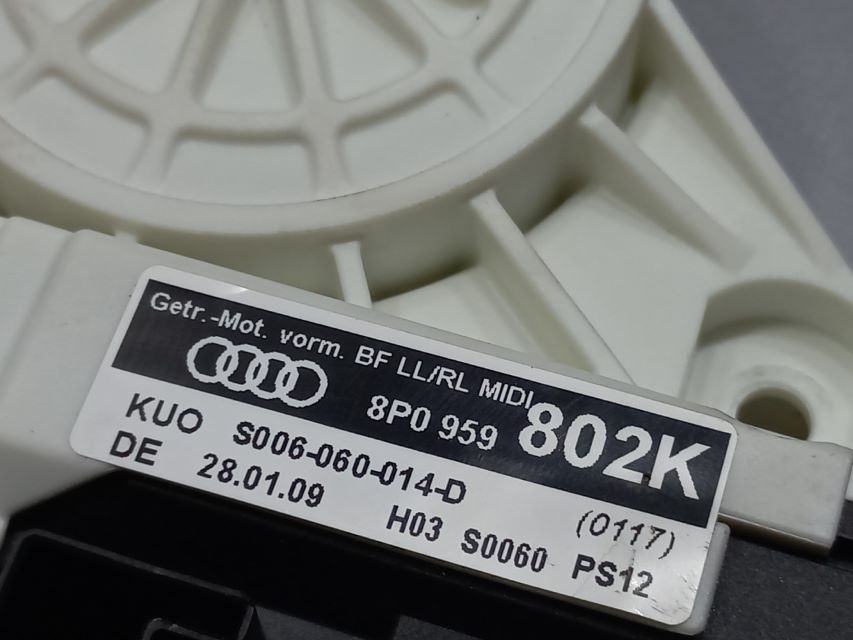 Getr.-Mot. vorm. BF LL/RL MIDI
8P0 959 802K
KUO S006-060-014-D (0117)
DE 28.01.09 H03 S0060 PS12